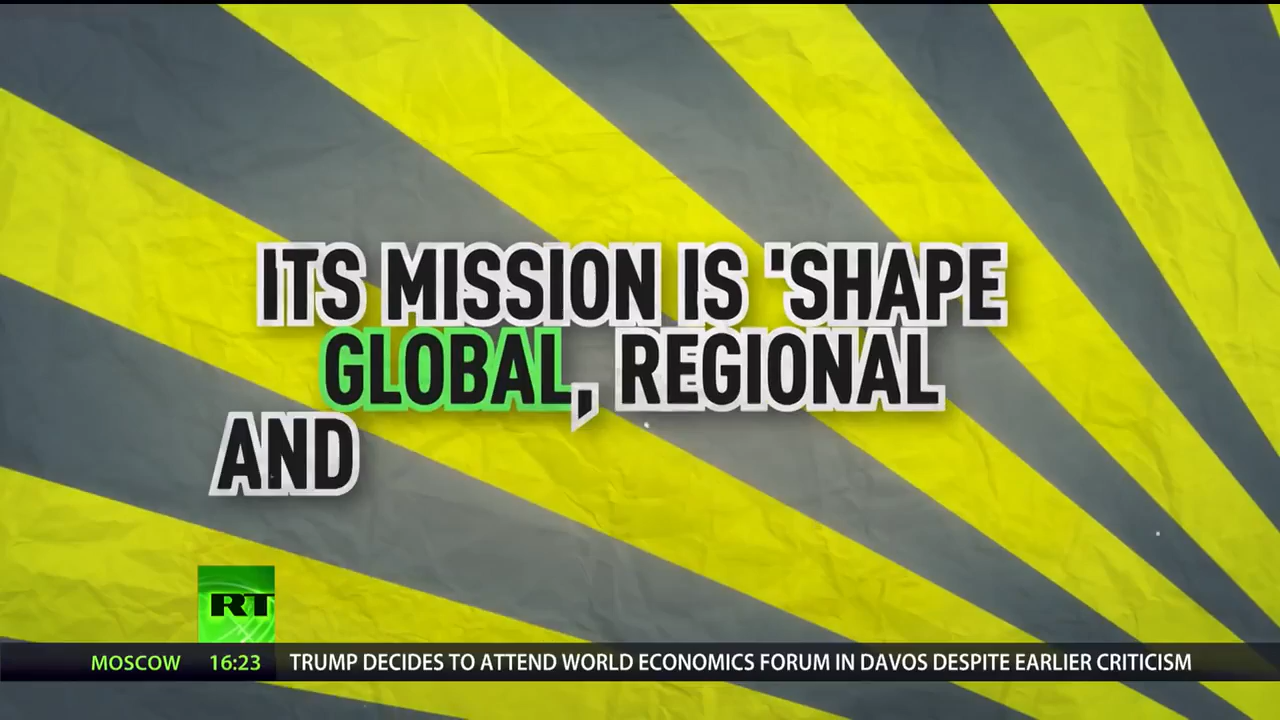 ITS MISSION IS 'SHAPE
GLOBAL, REGIONAL
AND
RT
MOSCOW 16:23 TRUMP DECIDES TO ATTEND WORLD ECONOMICS FORUM IN DAVOS DESPITE EARLIER CRITICISM